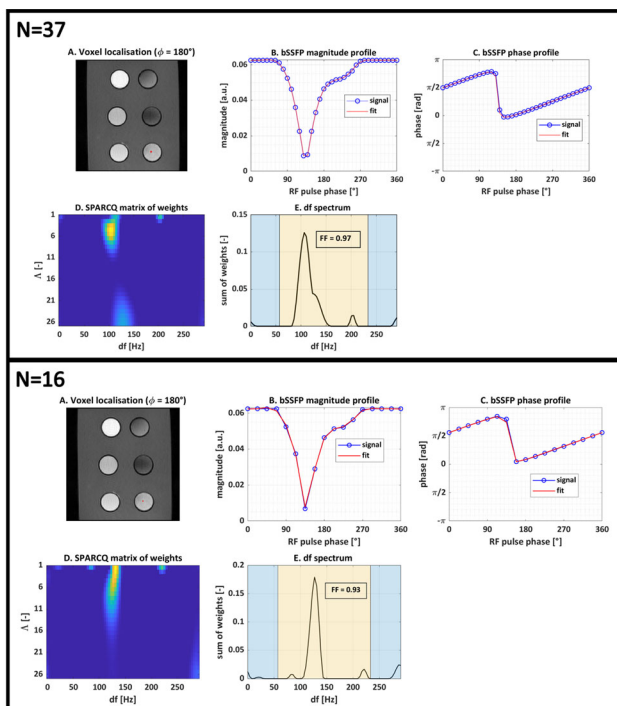 N=37
A. Voxel localisation (ϕ = 180°)
B. bSSFP magnitude profile
magnitude [a.u.]
0.06
0.04
0.02
0
signal
fit
0 90 180 270 360
RF pulse phase [°]
C. bSSFP phase profile
phase [rad]
π
π/2
0
π/2
-π
signal
fit
0 90 180 270 360
RF pulse phase [°]
D. SPARCQ matrix of weights
Λ [-]
1
6
11
16
21
26
0 50 100 150 200 250
df [Hz]
E. df spectrum
sum of weights [-]
0.15
0.1
0.05
0
FF = 0.97
0 50 100 150 200 250
df [Hz]
N=16
A. Voxel localisation (ϕ = 180°)
B. bSSFP magnitude profile
magnitude [a.u.]
0.06
0.04
0.02
0
signal
fit
0 90 180 270 360
RF pulse phase [°]
C. bSSFP phase profile
phase [rad]
π
π/2
0
π/2
-π
signal
fit
0 90 180 270 360
RF pulse phase [°]
D. SPARCQ matrix of weights
Λ [-]
1
6
11
16
21
26
0 50 100 150 200 250
df [Hz]
E. df spectrum
sum of weights [-]
0.2
0.15
0.1
0.05
0
FF = 0.93
0 50 100 150 200 250
df [Hz]